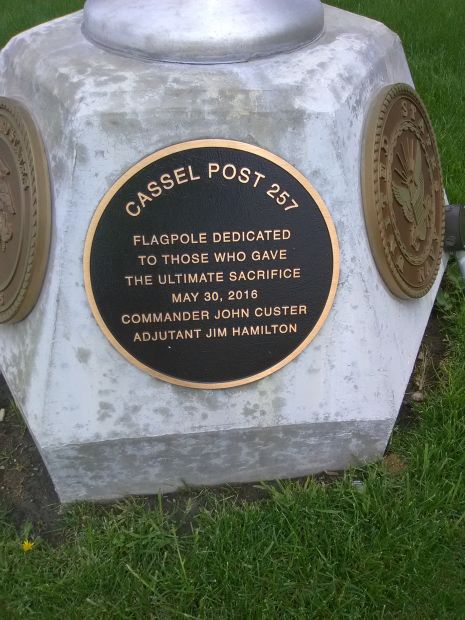 CASSEL POST 257
FLAGPOLE DEDICATED
TO THOSE WHO GAVE
THE ULTIMATE SACRIFICE
MAY 30, 2016
COMMANDER JOHN CUSTER
ADJUTANT JIM HAMILTON